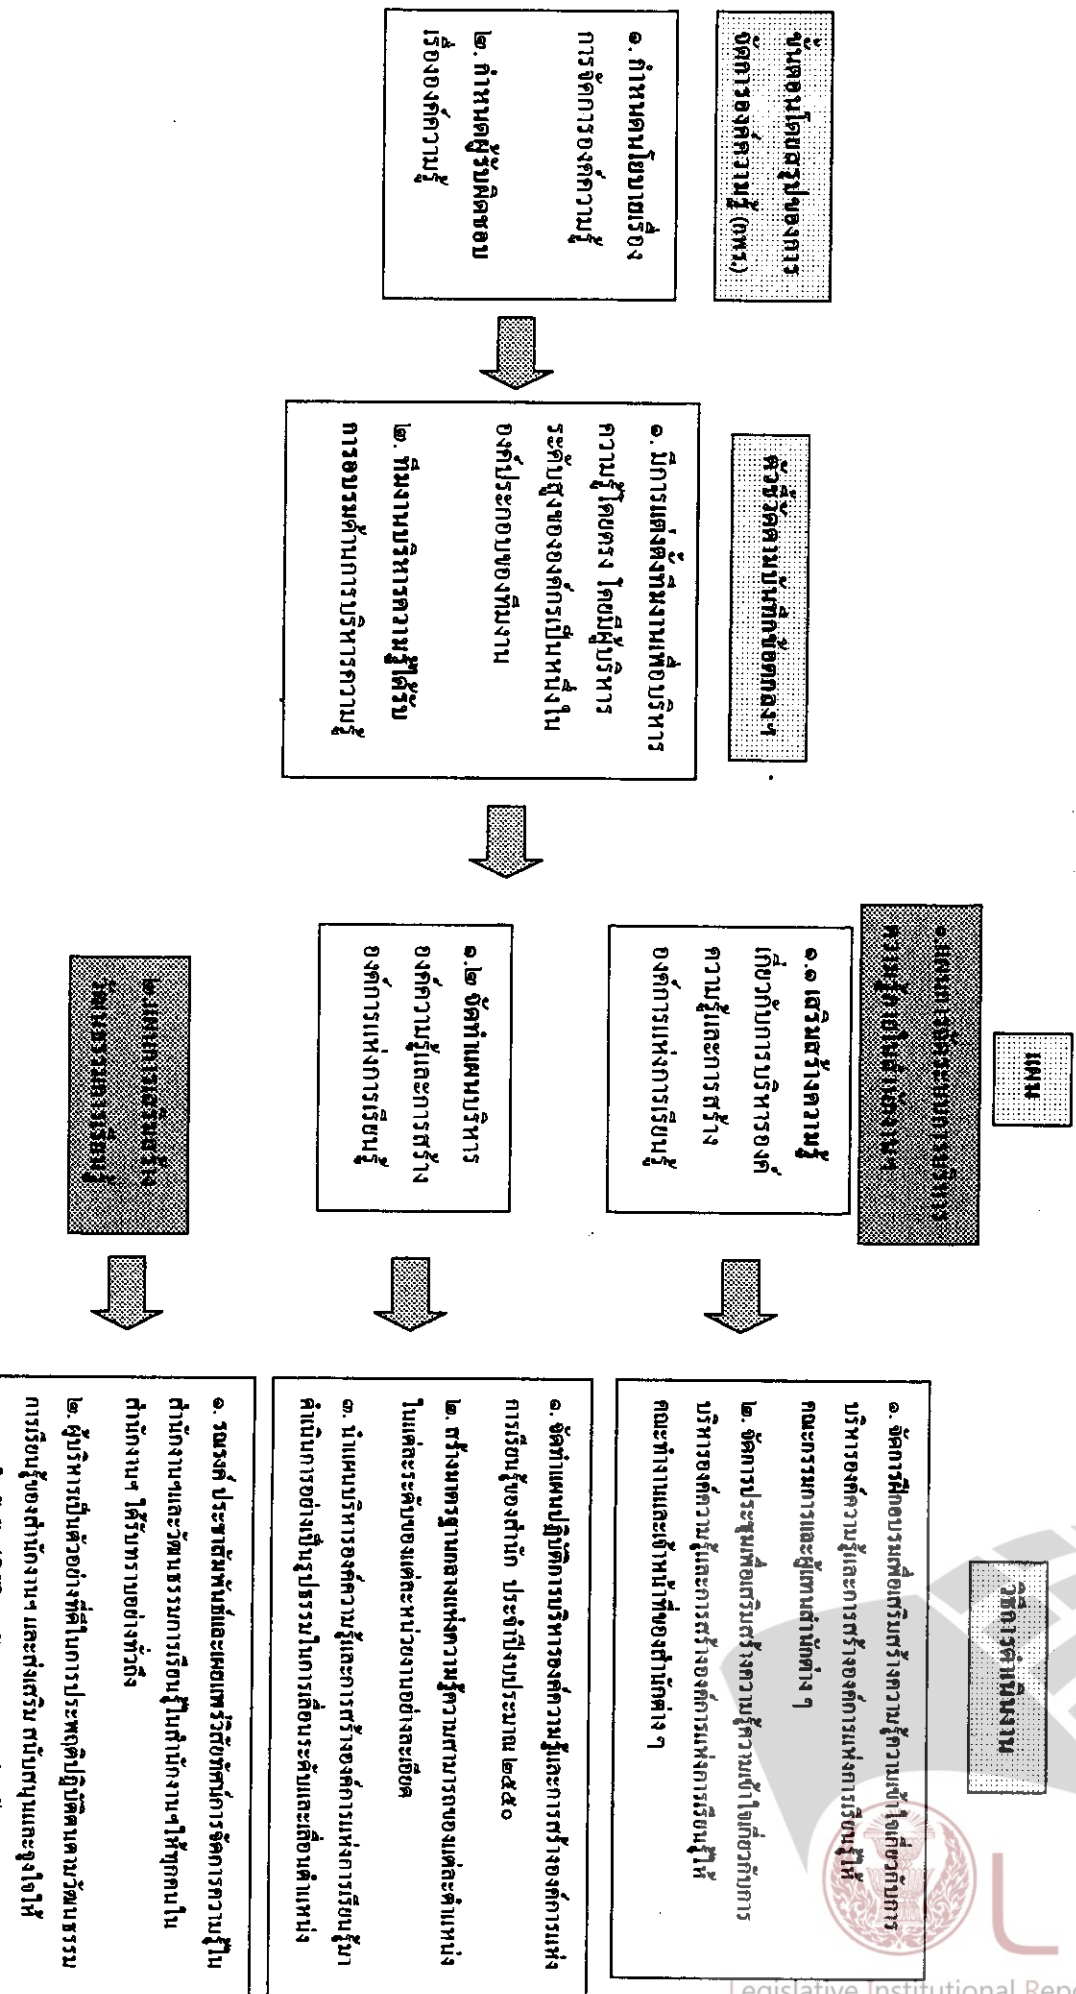 ขั้นตอนโดยสรุปของการ
จัดการองค์ความรู้ (กพร.)
๑. กำหนดนโยบายเรื่อง
การจัดการองค์ความรู้
๒. กำหนดผู้รับผิดชอบ
เรื่ององค์ความรู้
ตัวชี้วัดตามบันทึกข้อตกลงฯ
๑. มีการแต่งตั้งทีมงานเพื่อบริหาร
ความรู้โดยตรง โดยมีผู้บริหาร
ระดับสูงขององค์กรเป็นหนึ่งใน
องค์ประกอบของทีมงาน
๒. ทีมงานบริหารความรู้ได้รับ
การอบรมด้านการบริหารความรู้
แผน
๑.แผนการจัดระบบการบริหาร
ความรู้ภายในสำนักงานฯ
๑.๑ เสริมสร้างความรู้
เกี่ยวกับการบริหารองค์
ความรู้และการสร้าง
องค์การแห่งการเรียนรู้
๑.๒ จัดทำแผนบริหาร
องค์ความรู้และการสร้าง
องค์การแห่งการเรียนรู้
๒.แผนการเสริมสร้าง
วัฒนธรรมการเรียนรู้
วิธีการดำเนินงาน
๑. จัดการฝึกอบรมเพื่อเสริมสร้างความรู้ความเข้าใจเกี่ยวกับการ
บริหารองค์ความรู้และการสร้างองค์การแห่งการเรียนรู้ให้
คณะกรรมการและผู้แทนสำนักต่าง ๆ
๒. จัดการประชุมเพื่อเสริมสร้างความรู้ความเข้าใจเกี่ยวกับการ
บริหารองค์ความรู้และการสร้างองค์การแห่งการเรียนรู้ให้
คณะทำงานและเจ้าหน้าที่ของสำนักต่าง ๆ
๑. จัดทำแผนปฏิบัติการบริหารองค์ความรู้และการสร้างองค์การแห่ง
การเรียนรู้ของสำนัก ประจำปีงบประมาณ ๒๕๕๐
๒. สร้างมาตรฐานกลางแห่งความรู้ความสามารถของแต่ละตำแหน่ง
ในแต่ละระดับของแต่ละหน่วยงานอย่างละเอียด
๓. นำแผนบริหารองค์ความรู้และการสร้างองค์การแห่งการเรียนรู้มา
ดำเนินการอย่างเป็นรูปธรรมในการเลื่อนระดับและเลื่อนตำแหน่ง
๑. รณรงค์ ประชาสัมพันธ์และเผยแพร่วิสัยทัศน์การจัดการความรู้ใน
สำนักงานฯและวัฒนธรรมการเรียนรู้ในสำนักงานฯให้ทุกคนใน
สำนักงานฯ ได้รับทราบอย่างทั่วถึง
๒. ผู้บริหารเป็นตัวอย่างที่ดีในการประพฤติปฏิบัติตนตามวัฒนธรรม
การเรียนรู้ของสำนักงานฯ และส่งเสริม สนับสนุนและจูงใจให้
L
Legislative Institutional